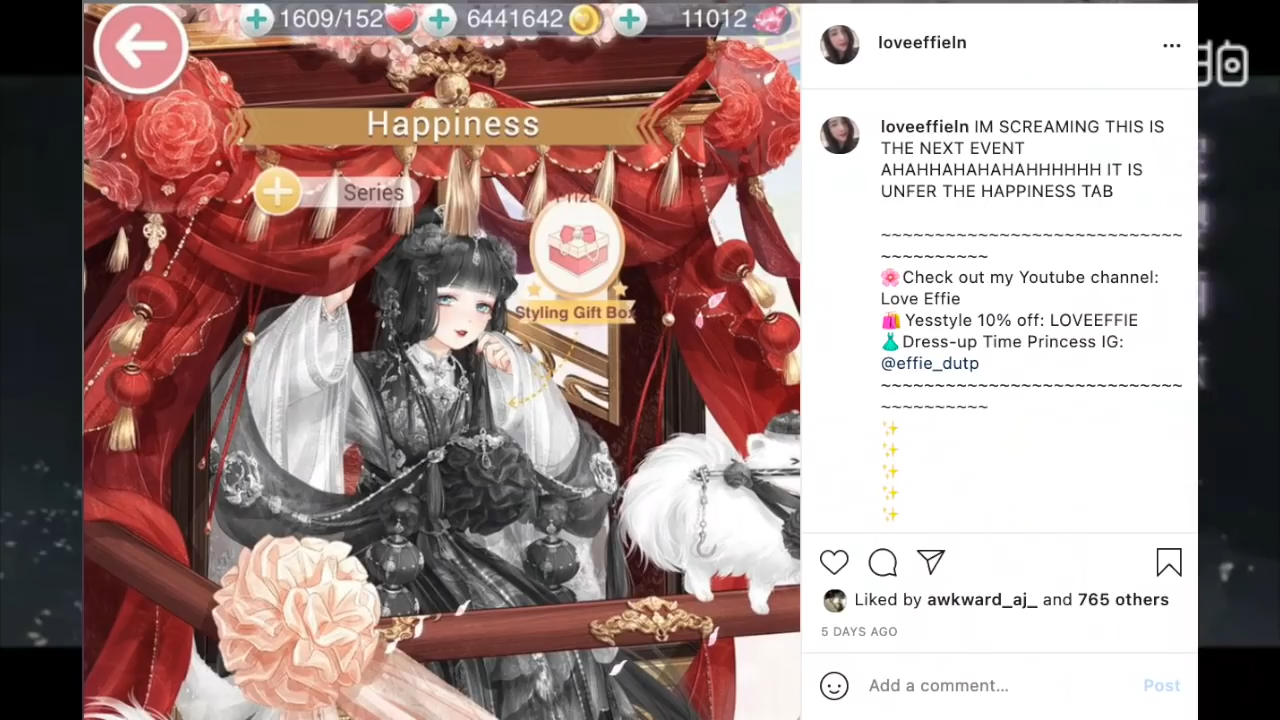 1609/152
6441642
11012
Happiness
Series
Prize
Styling Gift Box
loveeffieln
loveeffieln IM SCREAMING THIS IS
THE NEXT EVENT
AHAHHAHAHAHAHHHHHH IT IS
UNFER THE HAPPINESS TAB
~~~~~~~~~~~~~~~~~~~~~~~~~~~~
~~~~~~~~~~
🌸Check out my Youtube channel:
Love Effie
🛍️Yesstyle 10% off: LOVEEFFIE
👗Dress-up Time Princess IG:
@effie_dutp
~~~~~~~~~~~~~~~~~~~~~~~~~~~~
~~~~~~~~~~
✨
✨
✨
✨
✨
Liked by awkward_aj_ and 765 others
5 DAYS AGO
Add a comment...
Post